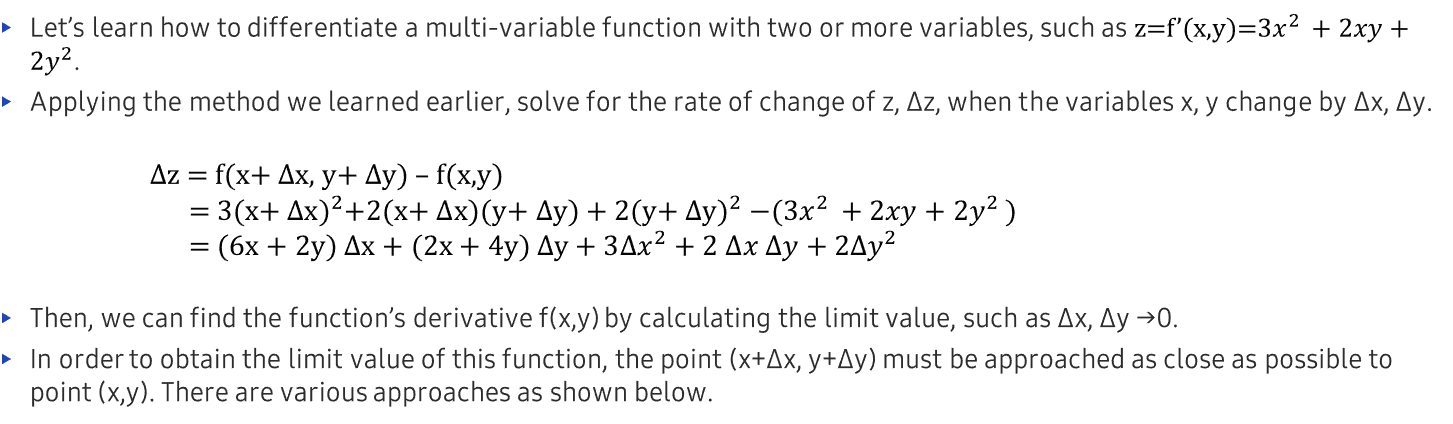 ▸ Let's learn how to differentiate a multi-variable function with two or more variables, such as z=f'(x,y)=3x² + 2xy +
2y².
▸ Applying the method we learned earlier, solve for the rate of change of z, Δz, when the variables x, y change by Δx, Δy.
Δz = f(x+ Δx, y+ Δy) – f(x,y)
= 3(x+ Δx)²+2(x+ Δx)(y+ Δy) + 2(y+ Δy)² −(3x² + 2xy + 2y² )
= (6x + 2y) Δx + (2x + 4y) Δy + 3Δx² + 2 Δx Δy + 2Δy²
▸ Then, we can find the function's derivative f(x,y) by calculating the limit value, such as Δx, Δy →0.
▸ In order to obtain the limit value of this function, the point (x+Δx, y+Δy) must be approached as close as possible to
point (x,y). There are various approaches as shown below.